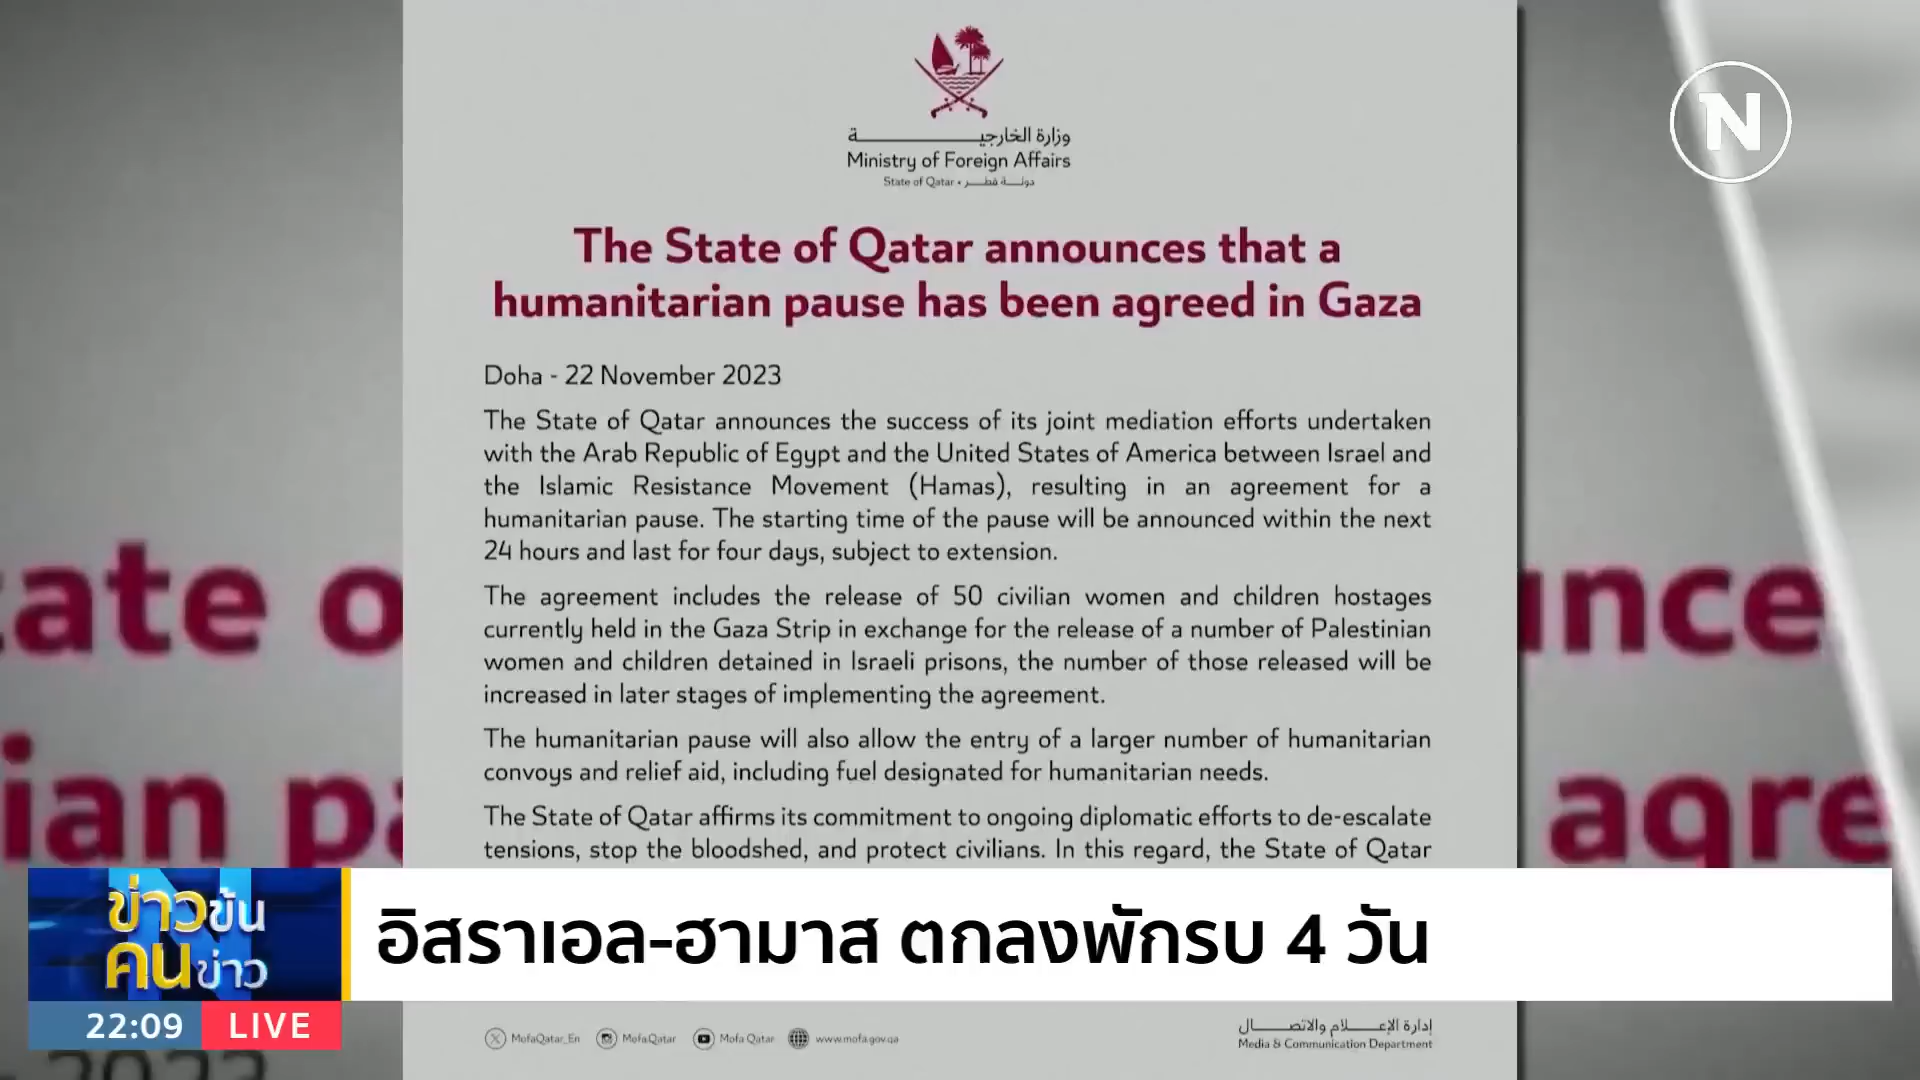 N
وزارة الخارجية
Ministry of Foreign Affairs
State of Qatar • دولة قطر
The State of Qatar announces that a
humanitarian pause has been agreed in Gaza
Doha - 22 November 2023
The State of Qatar announces the success of its joint mediation efforts undertaken
with the Arab Republic of Egypt and the United States of America between Israel and
the Islamic Resistance Movement (Hamas), resulting in an agreement for a
humanitarian pause. The starting time of the pause will be announced within the next
24 hours and last for four days, subject to extension.
The agreement includes the release of 50 civilian women and children hostages
currently held in the Gaza Strip in exchange for the release of a number of Palestinian
women and children detained in Israeli prisons, the number of those released will be
increased in later stages of implementing the agreement.
The humanitarian pause will also allow the entry of a larger number of humanitarian
convoys and relief aid, including fuel designated for humanitarian needs.
The State of Qatar affirms its commitment to ongoing diplomatic efforts to de-escalate
tensions, stop the bloodshed, and protect civilians. In this regard, the State of Qatar
tate o
unce
ian pa
agre
ข่าวข้น
คนข่าว
อิสราเอล-ฮามาส ตกลงพักรบ 4 วัน
22:09 LIVE
MofaQatar_En MofaQatar Mofa Qatar www.mofa.gov.qa
إدارة الإعلام والاتصال
Media & Communication Department
2023